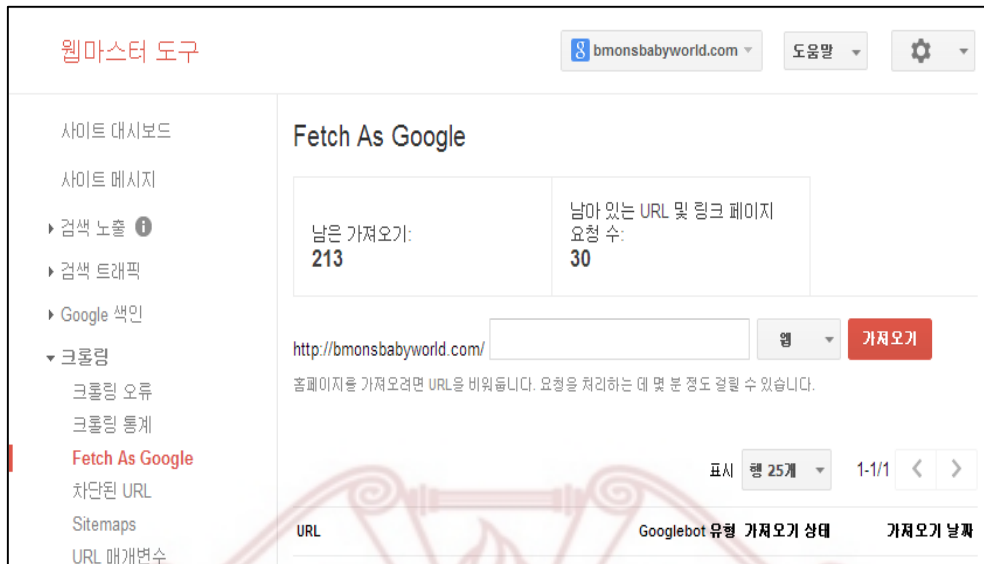 웹마스터 도구
bmonsbabyworld.com
도움말
사이트 대시보드
사이트 메시지
검색 노출
검색 트래픽
Google 색인
크롤링
크롤링 오류
크롤링 통계
Fetch As Google
차단된 URL
Sitemaps
URL 매개변수
Fetch As Google
남은 가져오기:
213
남아 있는 URL 및 링크 페이지
요청 수:
30
http://bmonsbabyworld.com/
웹
가져오기
홈페이지를 가져오려면 URL을 비워둡니다. 요청을 처리하는 데 몇 분 정도 걸릴 수 있습니다.
표시 행 25개 1-1/1
URL Googlebot 유형 가져오기 상태 가져오기 날짜